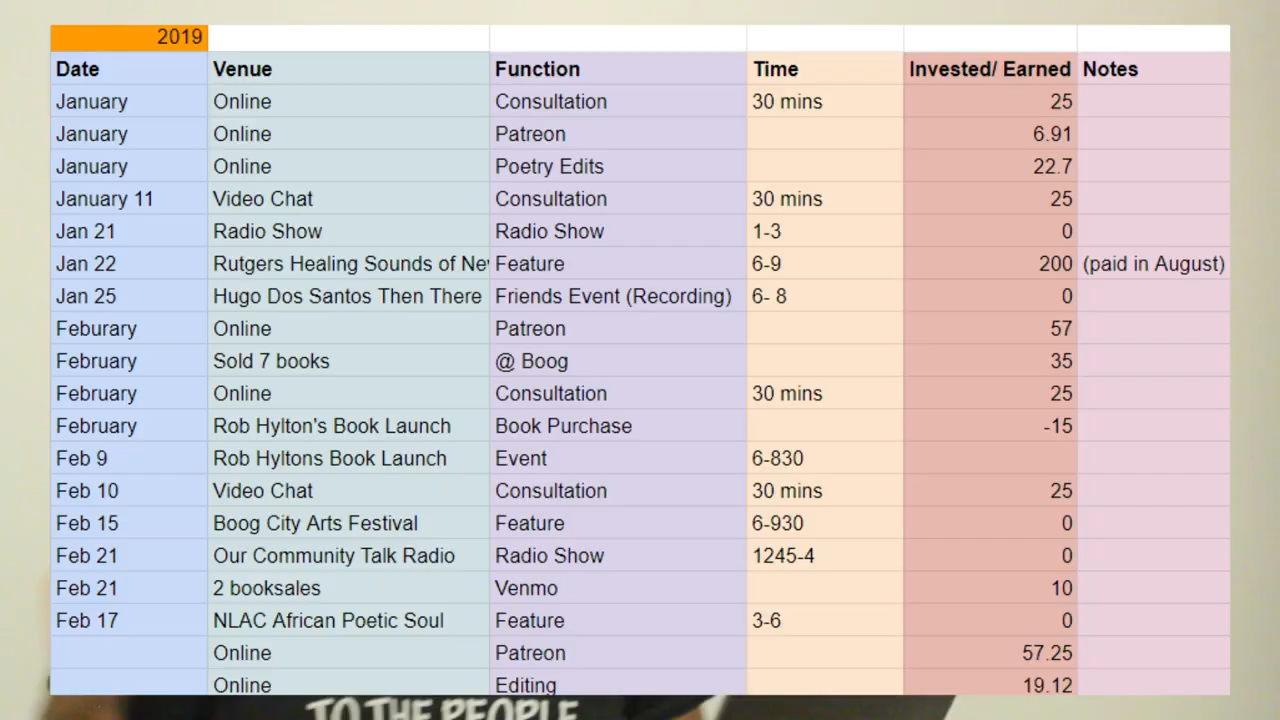 2019
Date Venue Function Time Invested/ Earned Notes
January Online Consultation 30 mins 25
January Online Patreon 6.91
January Online Poetry Edits 22.7
January 11 Video Chat Consultation 30 mins 25
Jan 21 Radio Show Radio Show 1-3 0
Jan 22 Rutgers Healing Sounds of Feature 6-9 200 (paid in August)
Jan 25 Hugo Dos Santos Then There Friends Event (Recording) 6- 8 0
Feburary Online Patreon 57
February Sold 7 books @ Boog 35
February Online Consultation 30 mins 25
February Rob Hylton's Book Launch Book Purchase -15
Feb 9 Rob Hyltons Book Launch Event 6-830
Feb 10 Video Chat Consultation 30 mins 25
Feb 15 Boog City Arts Festival Feature 6-930 0
Feb 21 Our Community Talk Radio Radio Show 1245-4 0
Feb 21 2 booksales Venmo 10
Feb 17 NLAC African Poetic Soul Feature 3-6 0
Online Patreon 57.25
Online Editing 19.12
TO THE PEOPLE